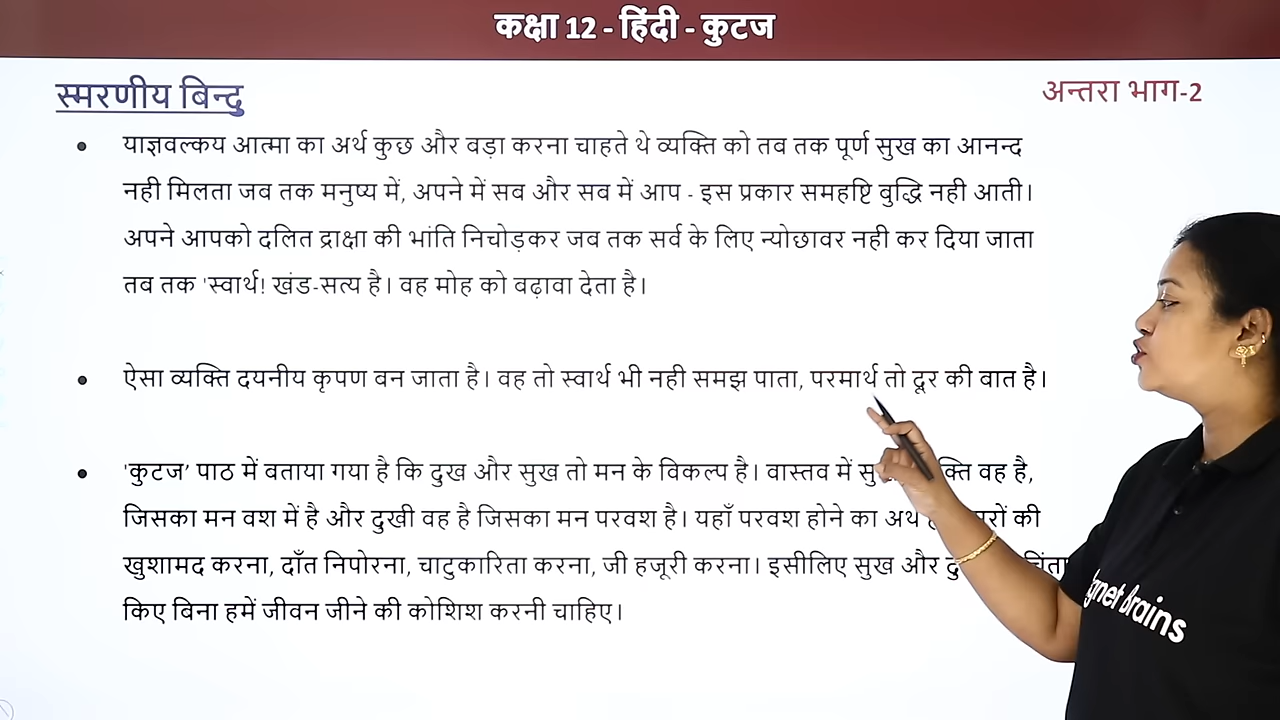 कक्षा 12 - हिंदी - कुटज
स्मरणीय बिन्दु
अन्तरा भाग-2
याज्ञवल्कय आत्मा का अर्थ कुछ और बड़ा करना चाहते थे व्यक्ति को तब तक पूर्ण सुख का आनन्द
नही मिलता जब तक मनुष्य में, अपने में सब और सब में आप - इस प्रकार समहष्टि बुद्धि नही आती।
अपने आपको दलित द्राक्षा की भांति निचोड़कर जब तक सर्व के लिए न्योछावर नही कर दिया जाता
तब तक 'स्वार्थ! खंड-सत्य है। वह मोह को बढ़ावा देता है।
ऐसा व्यक्ति दयनीय कृपण बन जाता है। वह तो स्वार्थ भी नही समझ पाता, परमार्थ तो दूर की बात है।
'कुटज’ पाठ में बताया गया है कि दुख और सुख तो मन के विकल्प है। वास्तव में वह है,
जिसका मन वश में है और दुखी वह है जिसका मन परवश है। यहाँ परवश होने का की
खुशामद करना, दाँत निपोरना, चाटुकारिता करना, जी हजूरी करना। इसीलिए सुख और
किए बिना हमें जीवन जीने की कोशिश करनी चाहिए।
Brains